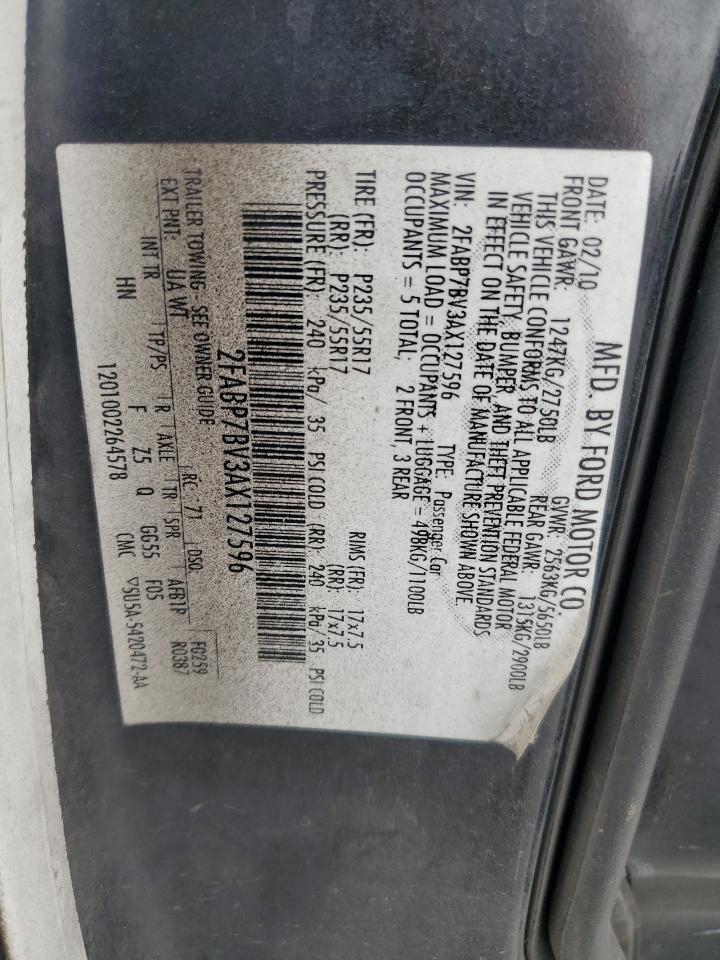 MFD. BY FORD MOTOR CO
DATE: 02/10 GVWR: 2563KG/5650LB
FRONT GAWR: 1247KG/2750LB REAR GAWR: 1315KG/2900LB
THIS VEHICLE CONFORMS TO ALL APPLICABLE FEDERAL MOTOR
VEHICLE SAFETY, BUMPER, AND THEFT PREVENTION STANDARDS
IN EFFECT ON THE DATE OF MANUFACTURE SHOWN ABOVE.
VIN: 2FABP7BV3AX127596 TYPE: Passenger Car
MAXIMUM LOAD = OCCUPANTS + LUGGAGE = 498KG/1100LB
OCCUPANTS = 5 TOTAL; 2 FRONT, 3 REAR
TIRE (FR): P235/55R17 RIMS (FR): 17x7.5
(RR): P235/55R17 (RR): 17x7.5
PRESSURE (FR): 240 kPa/ 35 PSI COLD (RR): 240 kPa/35 PSI COLD
2FABP7BV3AX127596
TRAILER TOWING - SEE OWNER GUIDE
F0259
EXT PNT: UA WT RC: 71 DSO: R0387
INT TR TP/PS R AXLE TR SPR AFB1P
HN F Z5 Q GG55 F05
1201002264578 CMC ▽5U5A-5420472-AA